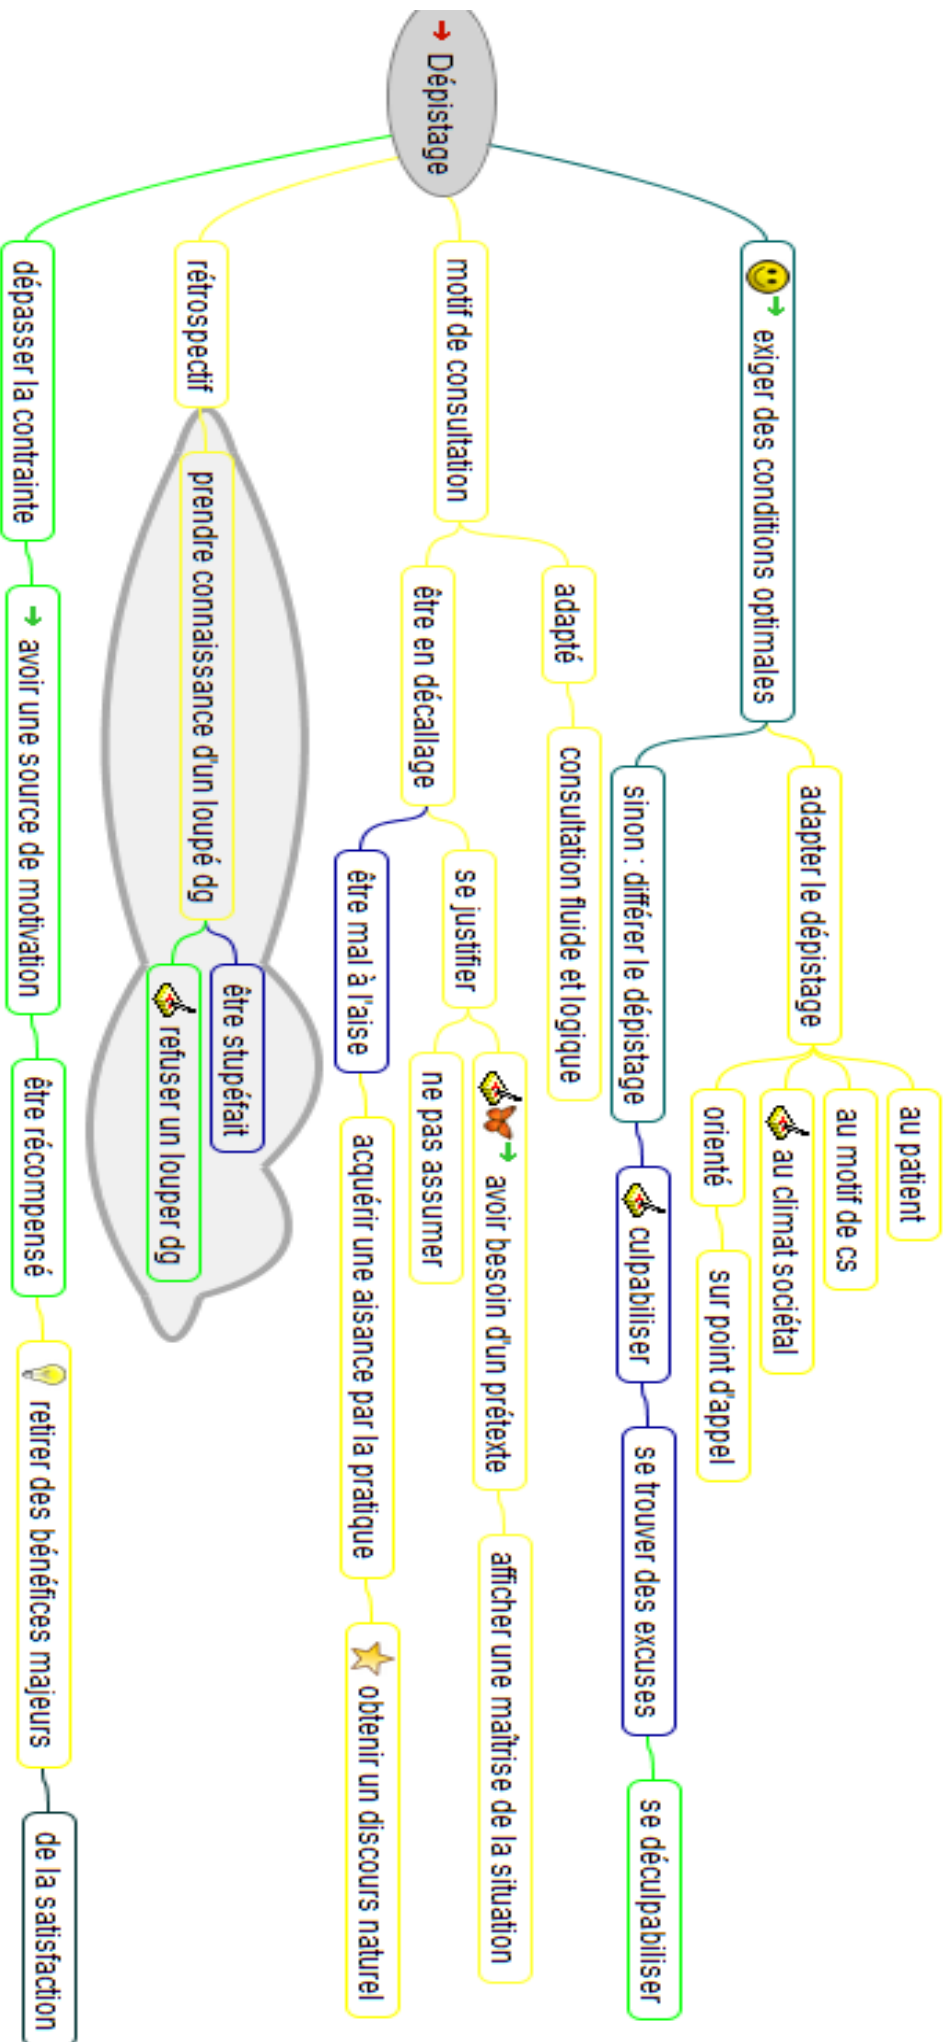 Dépistage
exiger des conditions optimales
adapter le dépistage
au patient
au motif de cs
au climat sociétal
orienté
sur point d'appel
sinon : différer le dépistage
culpabiliser
se trouver des excuses
se déculpabiliser
motif de consultation
adapté
consultation fluide et logique
être en décallage
se justifier
avoir besoin d'un prétexte
afficher une maîtrise de la situation
ne pas assumer
être mal à l'aise
acquérir une aisance par la pratique
obtenir un discours naturel
rétrospectif
prendre connaissance d'un loupé dg
être stupéfait
refuser un louper dg
dépasser la contrainte
avoir une source de motivation
être récompensé
retirer des bénéfices majeurs
de la satisfaction